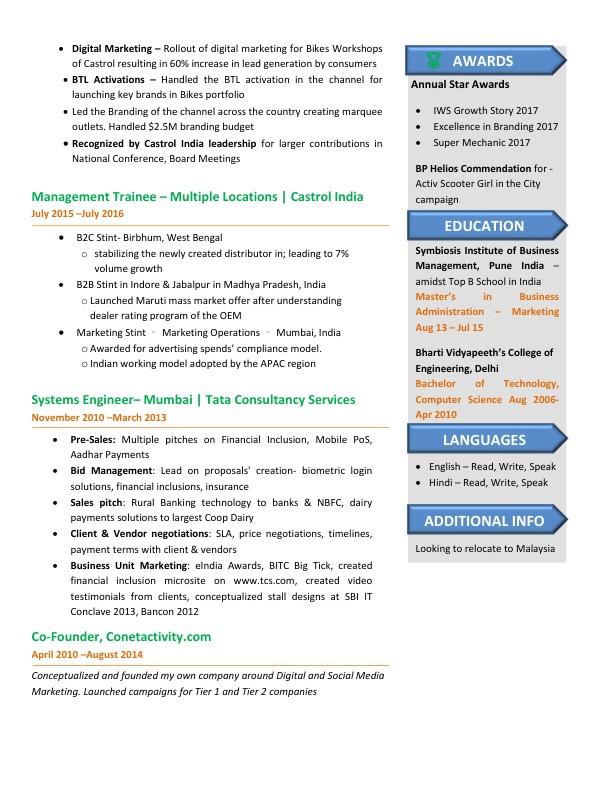 • Digital Marketing – Rollout of digital marketing for Bikes Workshops
of Castrol resulting in 60% increase in lead generation by consumers
• BTL Activations – Handled the BTL activation in the channel for
launching key brands in Bikes portfolio
• Led the Branding of the channel across the country creating marquee
outlets. Handled $2.5M branding budget
• Recognized by Castrol India leadership for larger contributions in
National Conference, Board Meetings
Management Trainee – Multiple Locations | Castrol India
July 2015 –July 2016
• B2C Stint- Birbhum, West Bengal
o stabilizing the newly created distributor in; leading to 7%
volume growth
• B2B Stint in Indore & Jabalpur in Madhya Pradesh, India
o Launched Maruti mass market offer after understanding
dealer rating program of the OEM
• Marketing Stint - Marketing Operations - Mumbai, India
o Awarded for advertising spends’ compliance model.
o Indian working model adopted by the APAC region
Systems Engineer– Mumbai | Tata Consultancy Services
November 2010 –March 2013
• Pre-Sales: Multiple pitches on Financial Inclusion, Mobile PoS,
Aadhar Payments
• Bid Management: Lead on proposals' creation- biometric login
solutions, financial inclusions, insurance
• Sales pitch: Rural Banking technology to banks & NBFC, dairy
payments solutions to largest Coop Dairy
• Client & Vendor negotiations: SLA, price negotiations, timelines,
payment terms with client & vendors
• Business Unit Marketing: eIndia Awards, BITC Big Tick, created
financial inclusion microsite on www.tcs.com, created video
testimonials from clients, conceptualized stall designs at SBI IT
Conclave 2013, Bancon 2012
Co-Founder, Conetactivity.com
April 2010 –August 2014
Conceptualized and founded my own company around Digital and Social Media
Marketing. Launched campaigns for Tier 1 and Tier 2 companies
AWARDS
Annual Star Awards
• IWS Growth Story 2017
• Excellence in Branding 2017
• Super Mechanic 2017
BP Helios Commendation for -
Activ Scooter Girl in the City
campaign
EDUCATION
Symbiosis Institute of Business
Management, Pune India –
amidst Top B School in India
Master’s in Business
Administration – Marketing
Aug 13 – Jul 15
Bharti Vidyapeeth’s College of
Engineering, Delhi
Bachelor of Technology,
Computer Science Aug 2006-
Apr 2010
LANGUAGES
• English – Read, Write, Speak
• Hindi – Read, Write, Speak
ADDITIONAL INFO
Looking to relocate to Malaysia